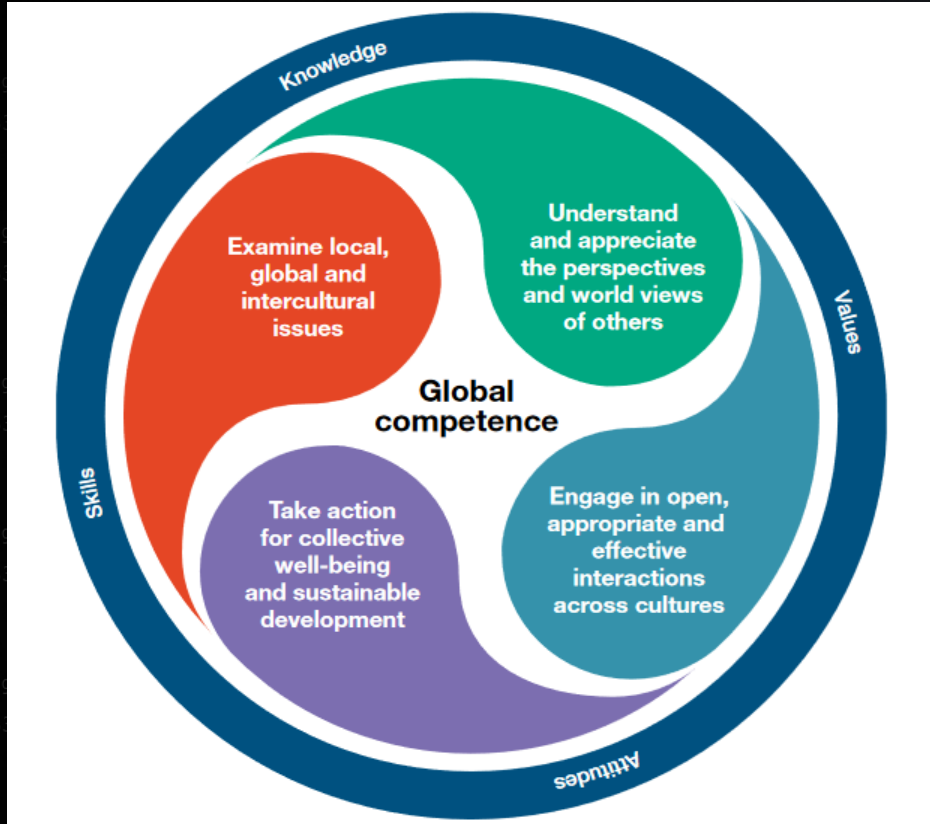 Knowledge
Examine local,
global and
intercultural
issues
Understand
and appreciate
the perspectives
and world views
of others
Values
Global
competence
Skills
Take action
for collective
well-being
and sustainable
development
Engage in open,
appropriate and
effective
interactions
across cultures
Attitudes